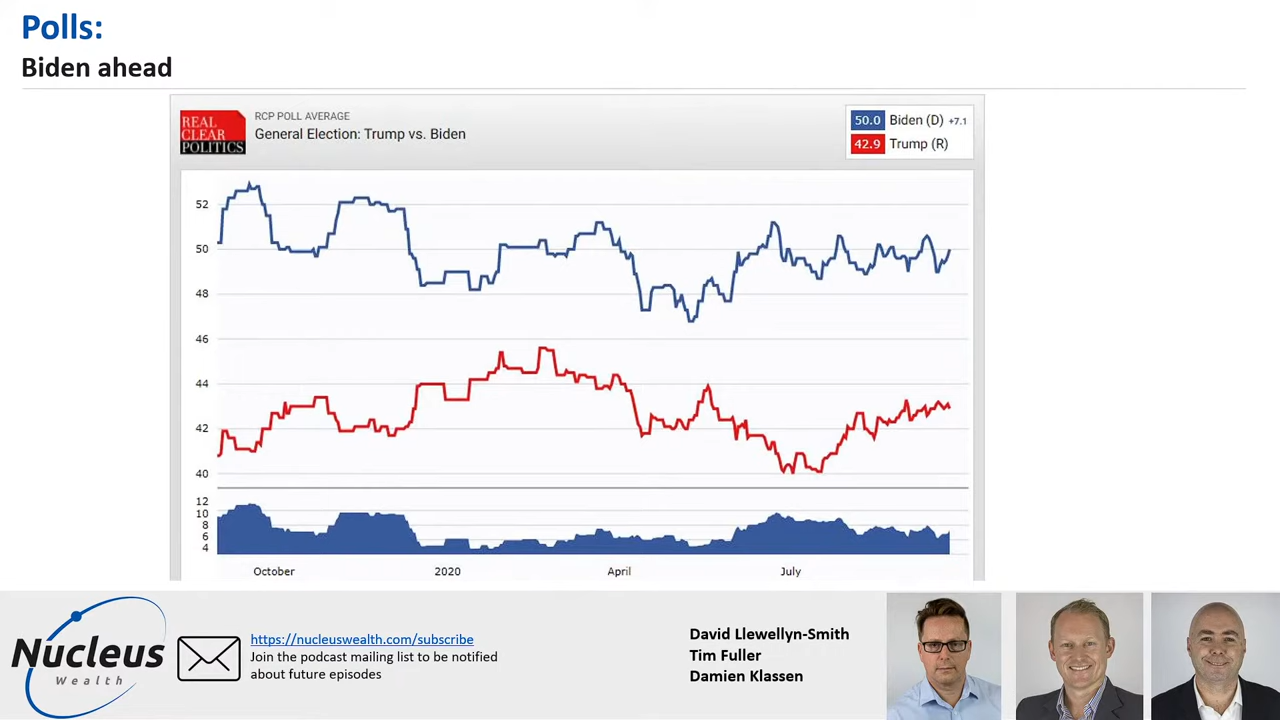 Polls:
Biden ahead
REAL
CLEAR
POLITICS
RCP POLL AVERAGE
General Election: Trump vs. Biden
50.0 Biden (D) +7.1
42.9 Trump (R)
52
50
48
46
44
42
40
12
10
8
6
4
October 2020 April July
Nucleus
Wealth
https://nucleuswealth.com/subscribe
Join the podcast mailing list to be notified
about future episodes
David Llewellyn-Smith
Tim Fuller
Damien Klassen